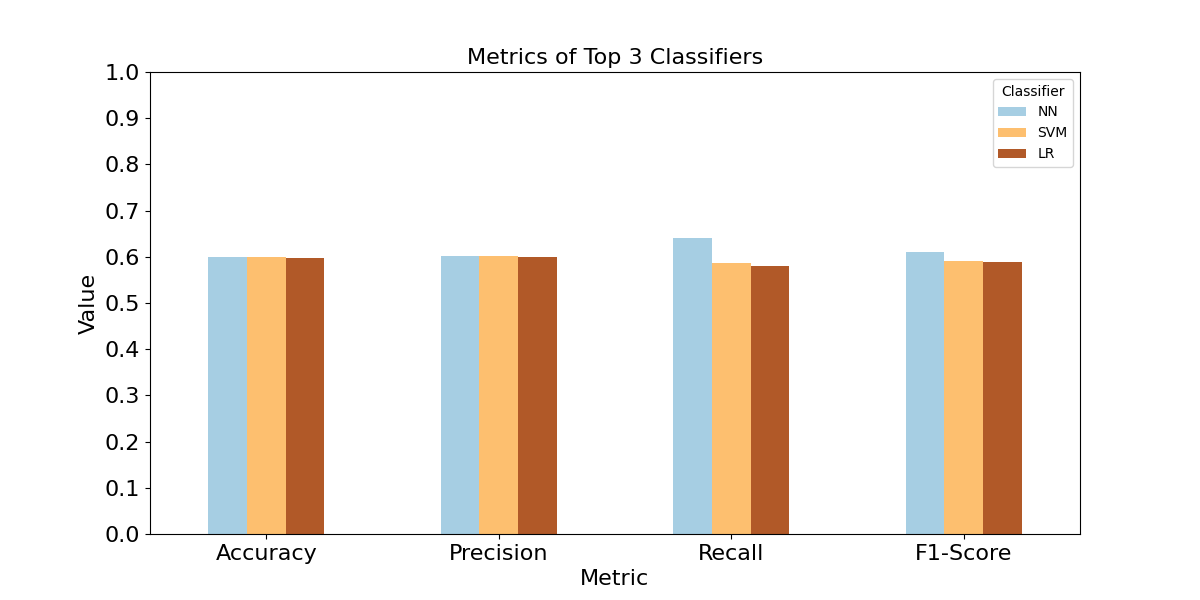 Metrics of Top 3 Classifiers
1.0
0.9
0.8
0.7
0.6
0.5
0.4
0.3
0.2
0.1
0.0
Value
Classifier
NN
SVM
LR
Accuracy Precision Recall F1-Score
Metric